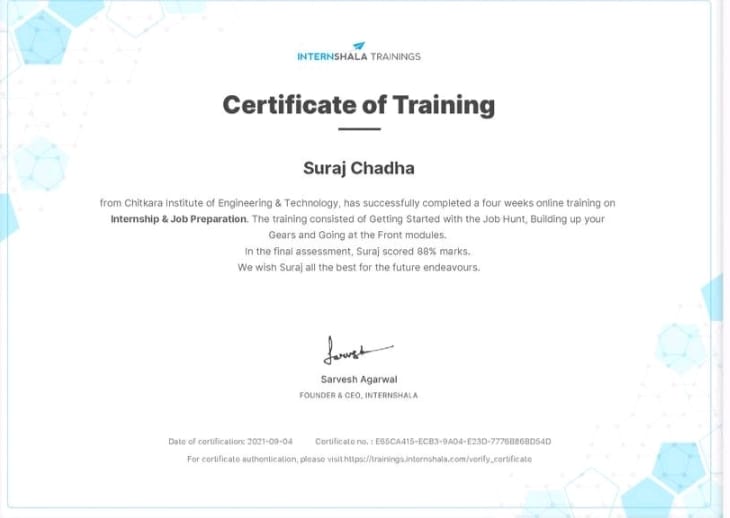 INTERNSHALA TRAININGS
Certificate of Training
Suraj Chadha
from Chitkara Institute of Engineering & Technology, has successfully completed a four weeks online training on
Internship & Job Preparation. The training consisted of Getting Started with the Job Hunt, Building up your
Gears and Going at the Front modules.
In the final assessment, Suraj scored 88% marks.
We wish Suraj all the best for the future endeavours.
Sarvesh
Sarvesh Agarwal
FOUNDER & CEO, INTERNSHALA
Date of certification: 2021-09-04 Certificate no. : E65CA415-ECB3-9A04-E23D-7776B86BD54D
For certificate authentication, please visit https://trainings.internshala.com/verify_certificate